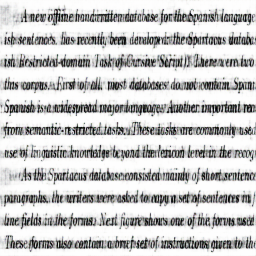 A new offline handwritten database for the Spanish language
ish sentences, has recently been developed: the Spartacus databas
ish Restricted-domain Task of Cursive Script). There were two
this corpus. First of all, most databases do not contain Span
Spanish is a widespread major language. Another important rea
from semantic-restricted tasks. These tasks are commonly used
use of linguistic knowledge beyond the lexicon level in the recog
As the Spartacus database consisted mainly of short sentence
paragraphs, the writers were asked to copy a set of sentences in f
line fields in the forms. Next figure shows one of the forms used
These forms also contain a brief set of instructions given to the